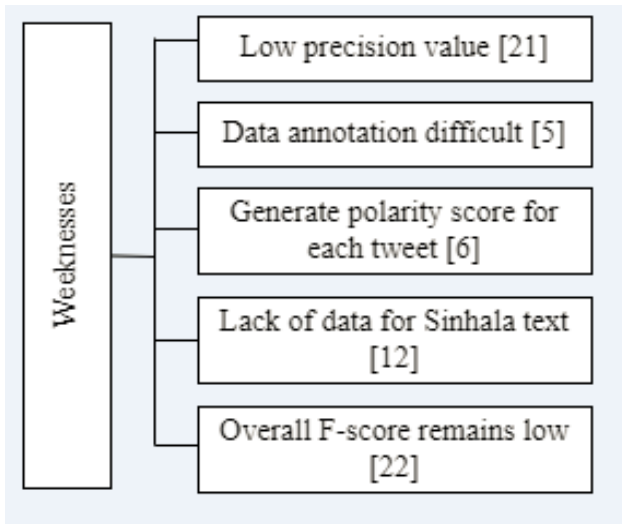 Weeknesses
Low precision value [21]
Data annotation difficult [5]
Generate polarity score for
each tweet [6]
Lack of data for Sinhala text
[12]
Overall F-score remains low
[22]